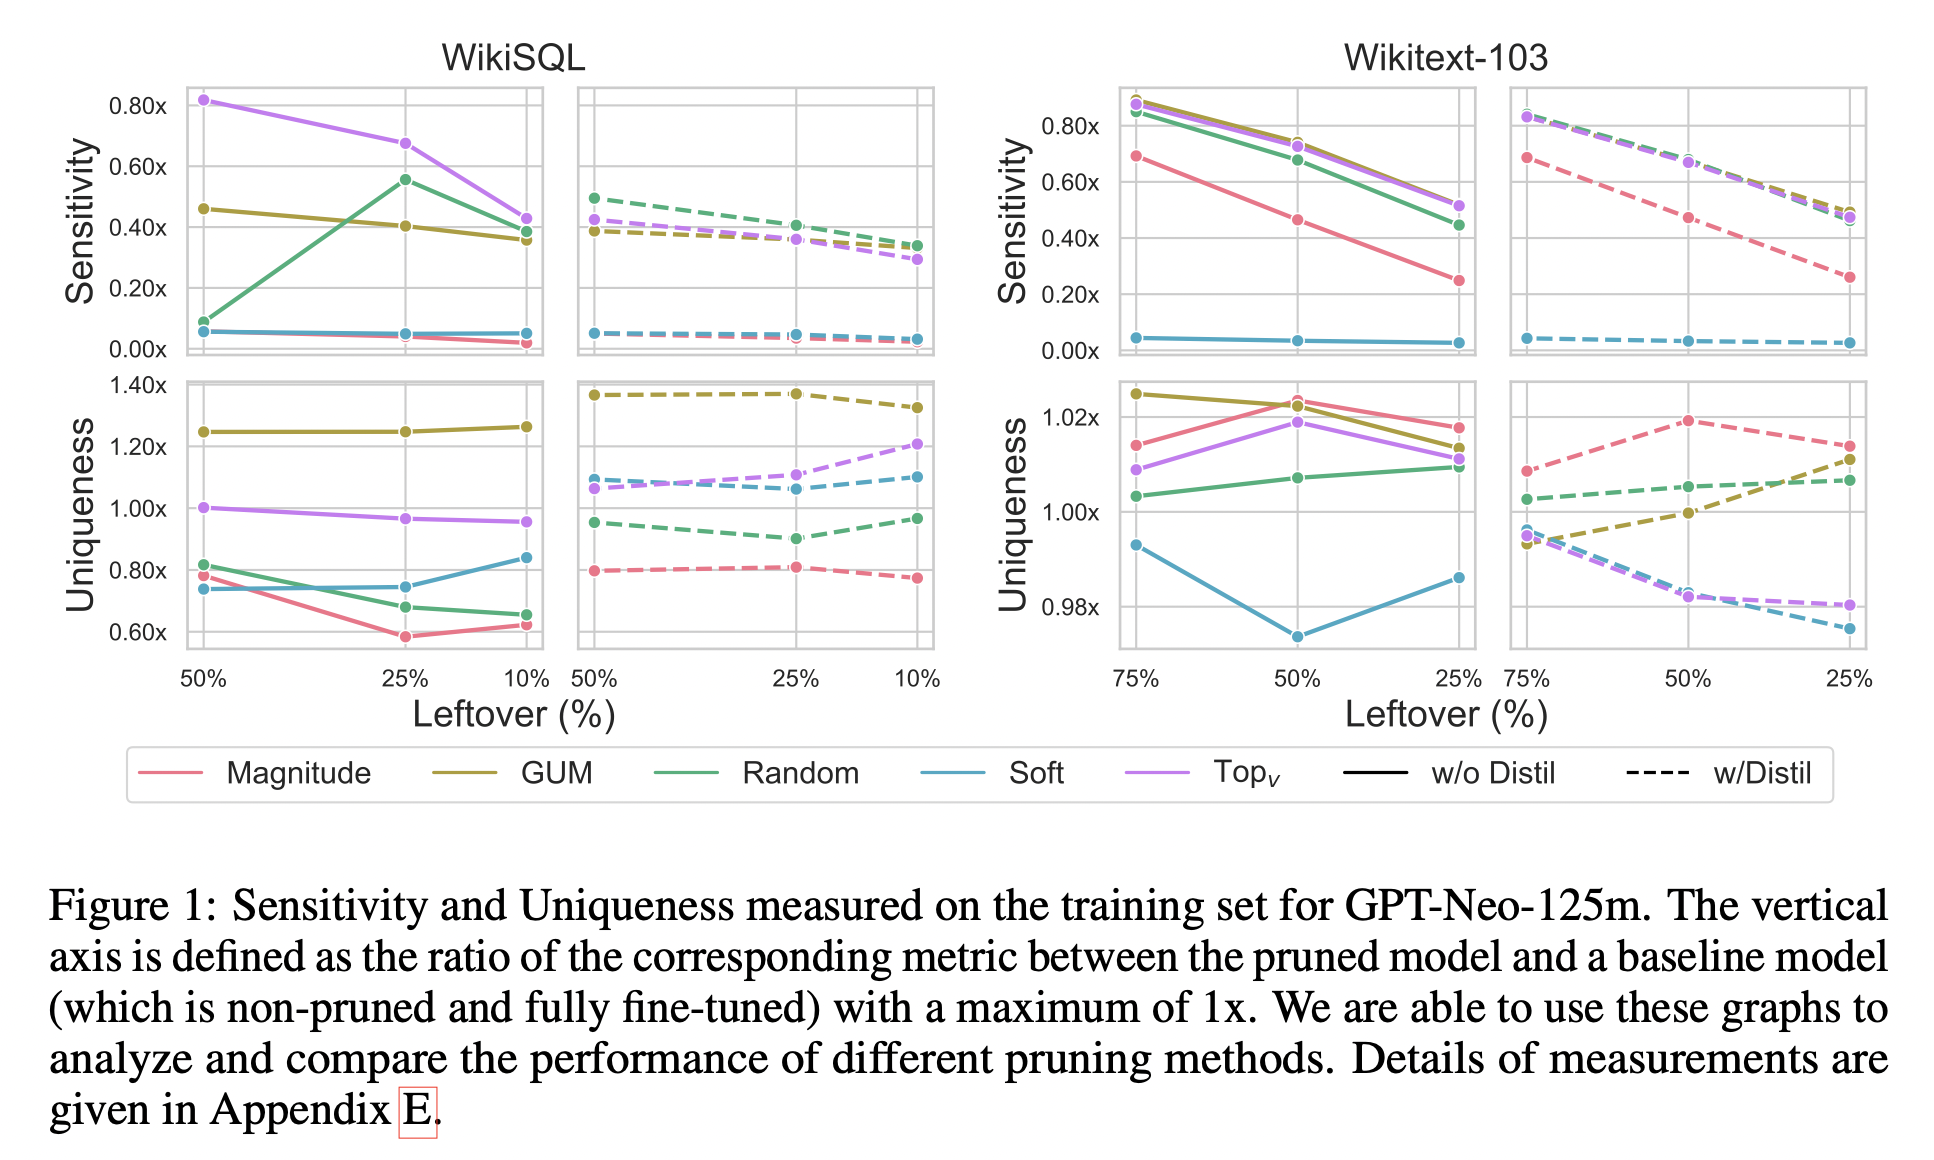 WikiSQL
Wikitext-103
Sensitivity
0.80x
0.60x
0.40x
0.20x
0.00x
Uniqueness
1.40x
1.20x
1.00x
0.80x
0.60x
50% 25% 10% 50% 25% 10%
Leftover (%)
Sensitivity
0.80x
0.60x
0.40x
0.20x
0.00x
Uniqueness
1.02x
1.00x
0.98x
75% 50% 25% 75% 50% 25%
Leftover (%)
Magnitude GUM Random Soft Topv w/o Distil w/Distil
Figure 1: Sensitivity and Uniqueness measured on the training set for GPT-Neo-125m. The vertical
axis is defined as the ratio of the corresponding metric between the pruned model and a baseline model
(which is non-pruned and fully fine-tuned) with a maximum of 1x. We are able to use these graphs to
analyze and compare the performance of different pruning methods. Details of measurements are
given in Appendix E.